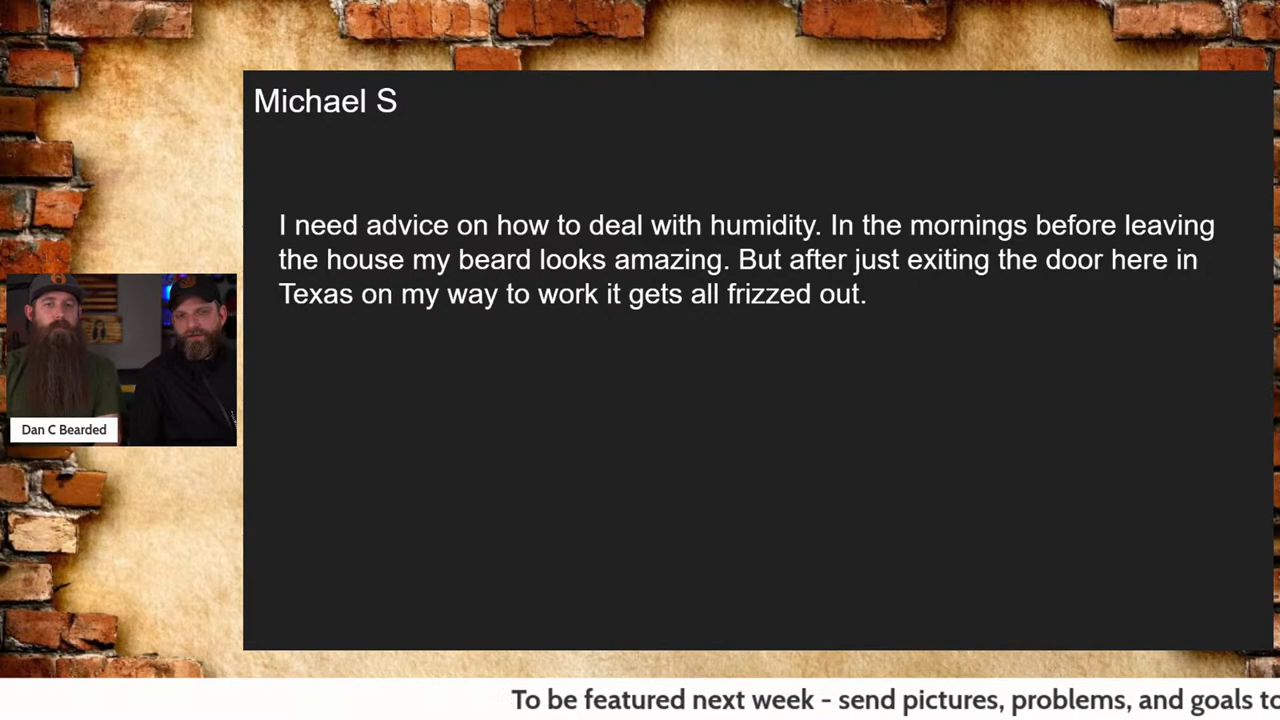 Michael S
I need advice on how to deal with humidity. In the mornings before leaving
the house my beard looks amazing. But after just exiting the door here in
Texas on my way to work it gets all frizzed out.
Dan C Bearded
To be featured next week - send pictures, problems, and goals to